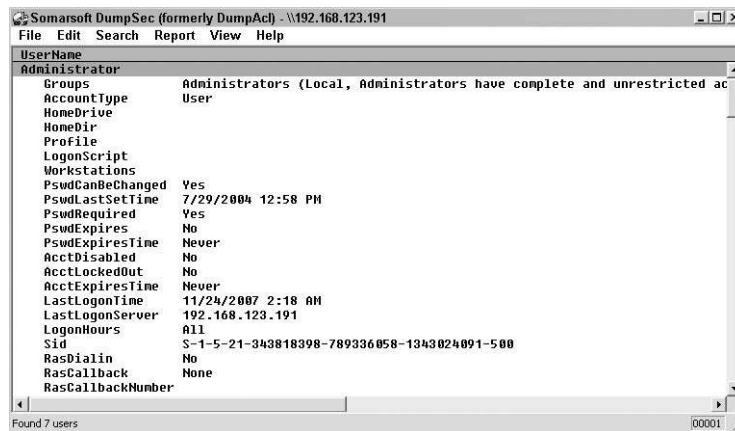 Somarsoft DumpSec (formerly DumpAcl) - \\192.168.123.191
File Edit Search Report View Help
UserName
Administrator
Groups Administrators (Local, Administrators have complete and unrestricted ac
AccountType User
HomeDrive
HomeDir
Profile
LogonScript
Workstations
PswdCanBeChanged Yes
PswdLastSetTime 7/29/2004 12:58 PM
PswdRequired Yes
PswdExpires No
PswdExpiresTime Never
AcctDisabled No
AcctLockedOut No
AcctExpiresTime Never
LastLogonTime 11/24/2007 2:18 AM
LastLogonServer 192.168.123.191
LogonHours All
Sid S-1-5-21-343818398-789336058-1343024091-500
RasDialin No
RasCallback None
RasCallbackNumber
Found 7 users 00001